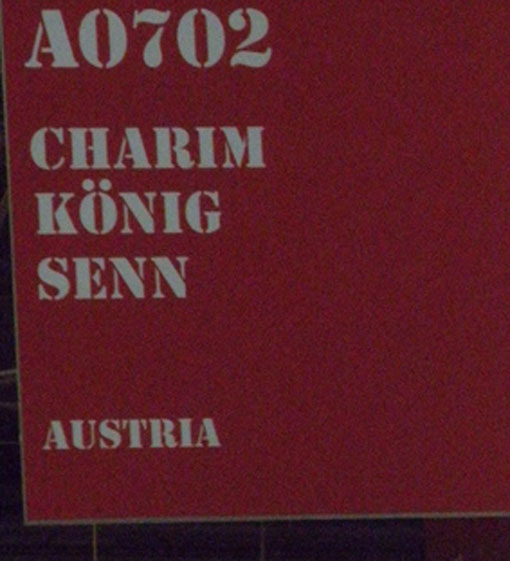 A0702
CHARIM
KÖNIG
SENN
AUSTRIA